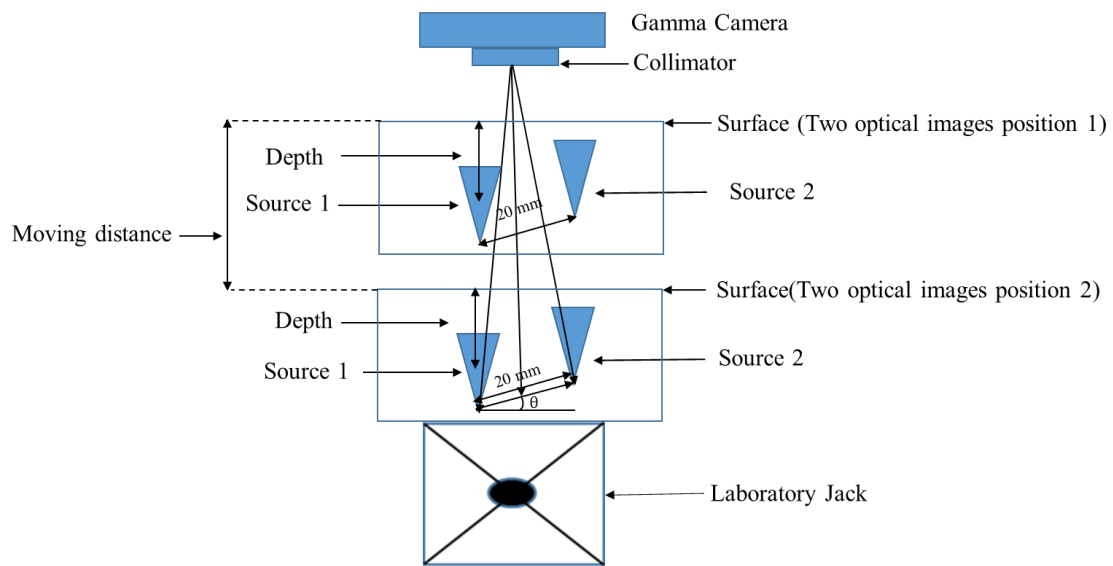 Gamma Camera
Collimator
Surface (Two optical images position 1)
Depth
Source 1
20 mm
Source 2
Moving distance
Surface(Two optical images position 2)
Depth
Source 1
20 mm
Source 2
θ
Laboratory Jack